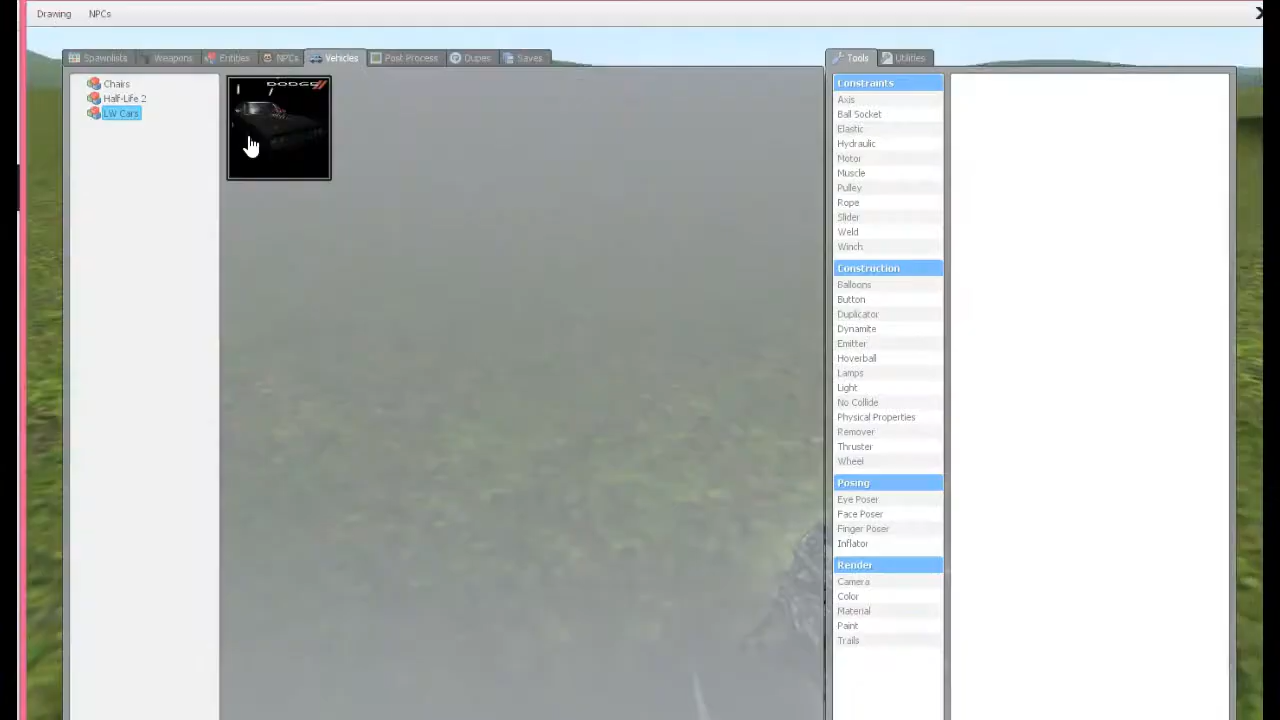 Drawing NPCs
Spawnlists Weapons Entities NPCs Vehicles Post Process Dupes Saves
Tools Utilities
Chairs
Half-Life 2
LW Cars
DODGE
Constraints
Axis
Ball Socket
Elastic
Hydraulic
Motor
Muscle
Pulley
Rope
Slider
Weld
Winch
Construction
Balloons
Button
Duplicator
Dynamite
Emitter
Hoverball
Lamps
Light
No Collide
Physical Properties
Remover
Thruster
Wheel
Posing
Eye Poser
Face Poser
Finger Poser
Inflator
Render
Camera
Color
Material
Paint
Trails